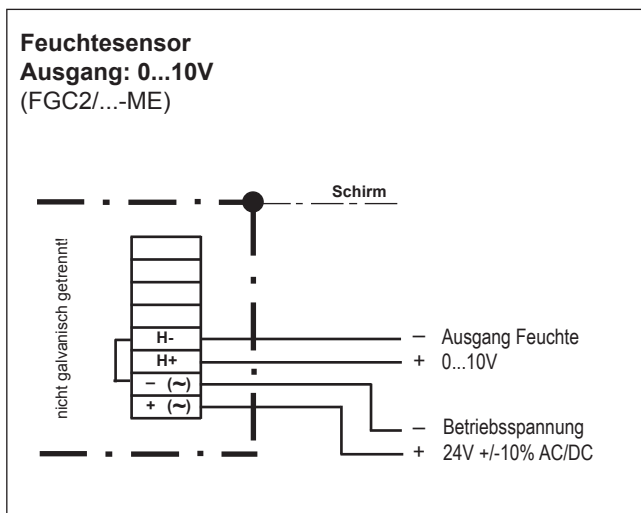 Feuchtesensor
Ausgang: 0...10V
(FGC2/...-ME)
Schirm
nicht galvanisch getrennt!
H-
H+
– (~)
+ (~)
– Ausgang Feuchte
+ 0...10V
– Betriebsspannung
+ 24V +/-10% AC/DC